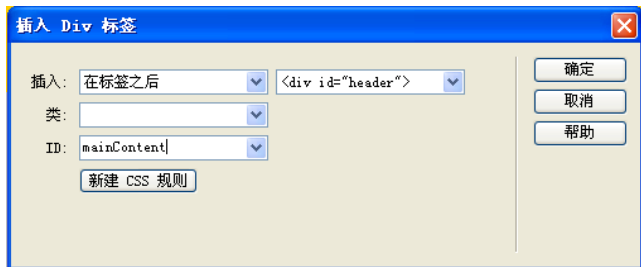 插入 Div 标签
插入: 在标签之后 <div id="header"> 确定
类: 取消
ID: mainContent 帮助
新建 CSS 规则